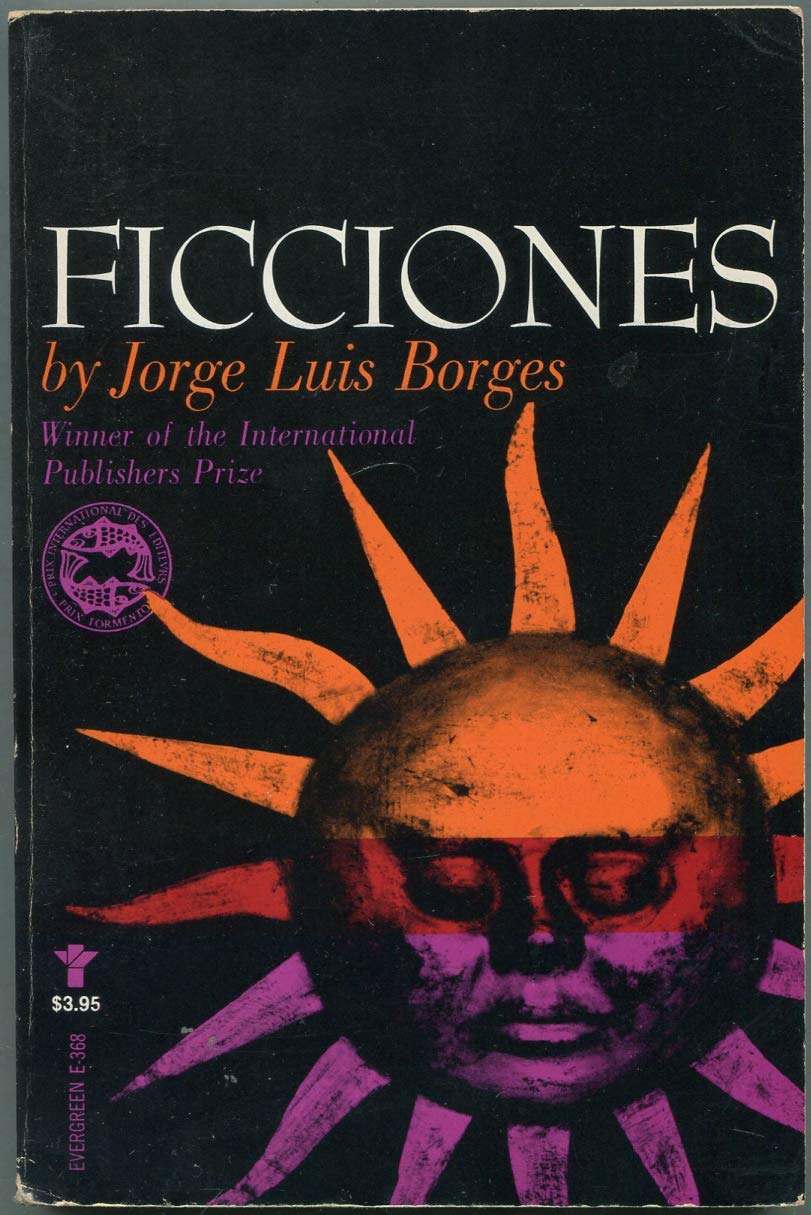 FICCIONES
by Jorge Luis Borges
Winner of the International
Publishers Prize
PRIX INTERNATIONAL DES EDITEVRS
PRIX FORMENTOR
$3.95
EVERGREEN E-368